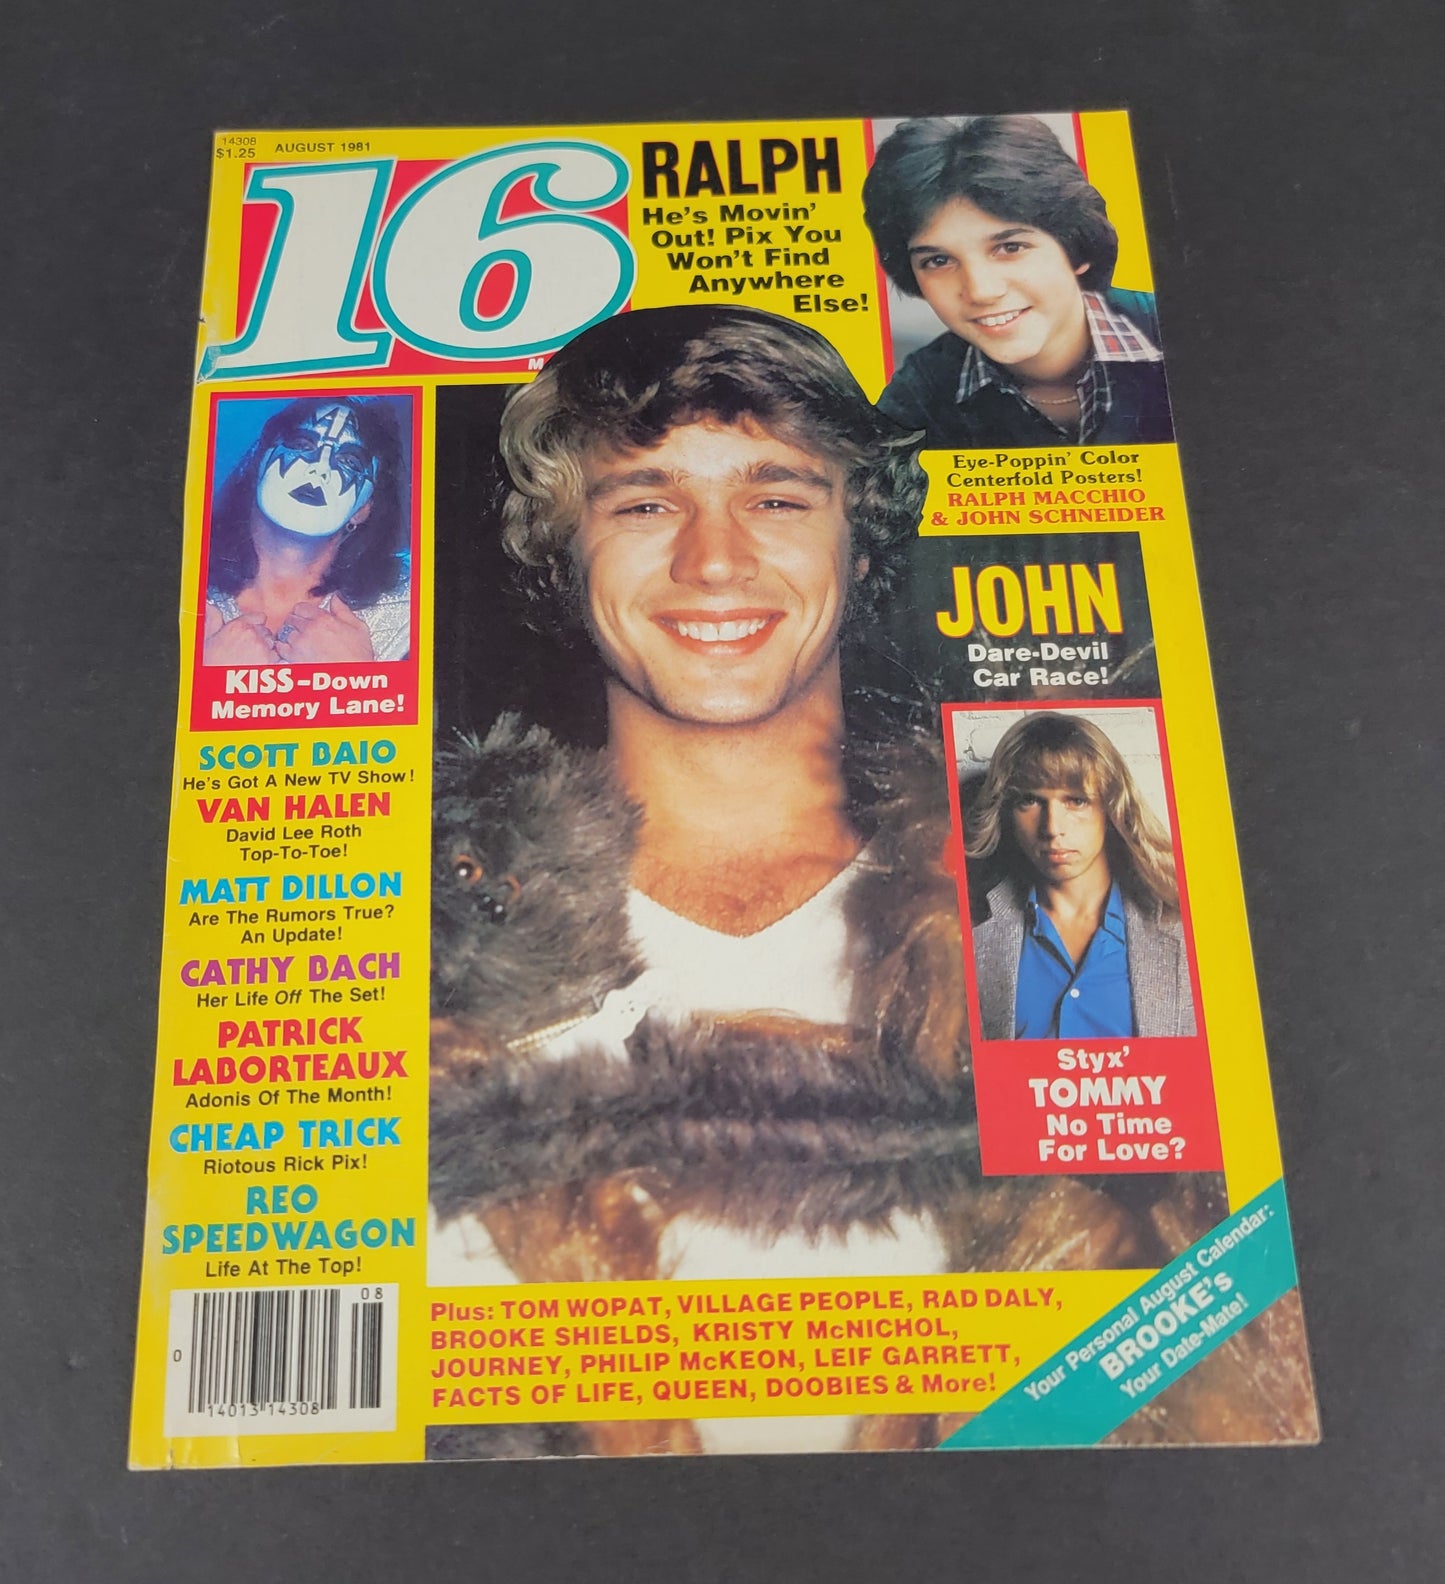 14308
$1.25
AUGUST 1981
16
M
RALPH
He's Movin'
Out! Pix You
Won't Find
Anywhere
Else!
Eye-Poppin' Color
Centerfold Posters!
RALPH MACCHIO
& JOHN SCHNEIDER
JOHN
Dare-Devil
Car Race!
KISS-Down
Memory Lane!
SCOTT BAIO
He's Got A New TV Show!
VAN HALEN
David Lee Roth
Top-To-Toe!
MATT DILLON
Are The Rumors True?
An Update!
CATHY BACH
Her Life Off The Set!
PATRICK
LABORTEAUX
Adonis Of The Month!
CHEAP TRICK
Riotous Rick Pix!
REO
SPEEDWAGON
Life At The Top!
Styx'
TOMMY
No Time
For Love?
08
0
14013 14308
Plus: TOM WOPAT, VILLAGE PEOPLE, RAD DALY,
BROOKE SHIELDS, KRISTY McNICHOL,
JOURNEY, PHILIP McKEON, LEIF GARRETT,
FACTS OF LIFE, QUEEN, DOOBIES & More!
Your Personal August Calendar:
BROOKE's
Your Date-Mate!